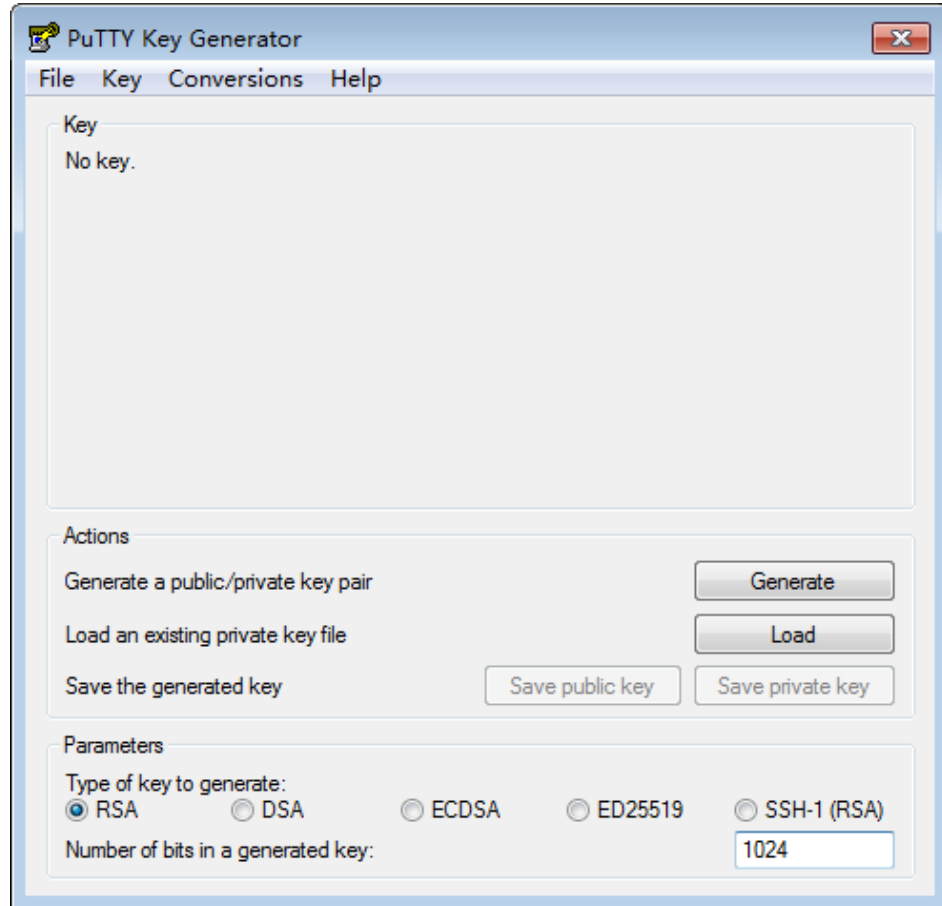 PuTTY Key Generator
File Key Conversions Help
Key
No key.
Actions
Generate a public/private key pair Generate
Load an existing private key file Load
Save the generated key Save public key Save private key
Parameters
Type of key to generate:
RSA DSA ECDSA ED25519 SSH-1 (RSA)
Number of bits in a generated key: 1024